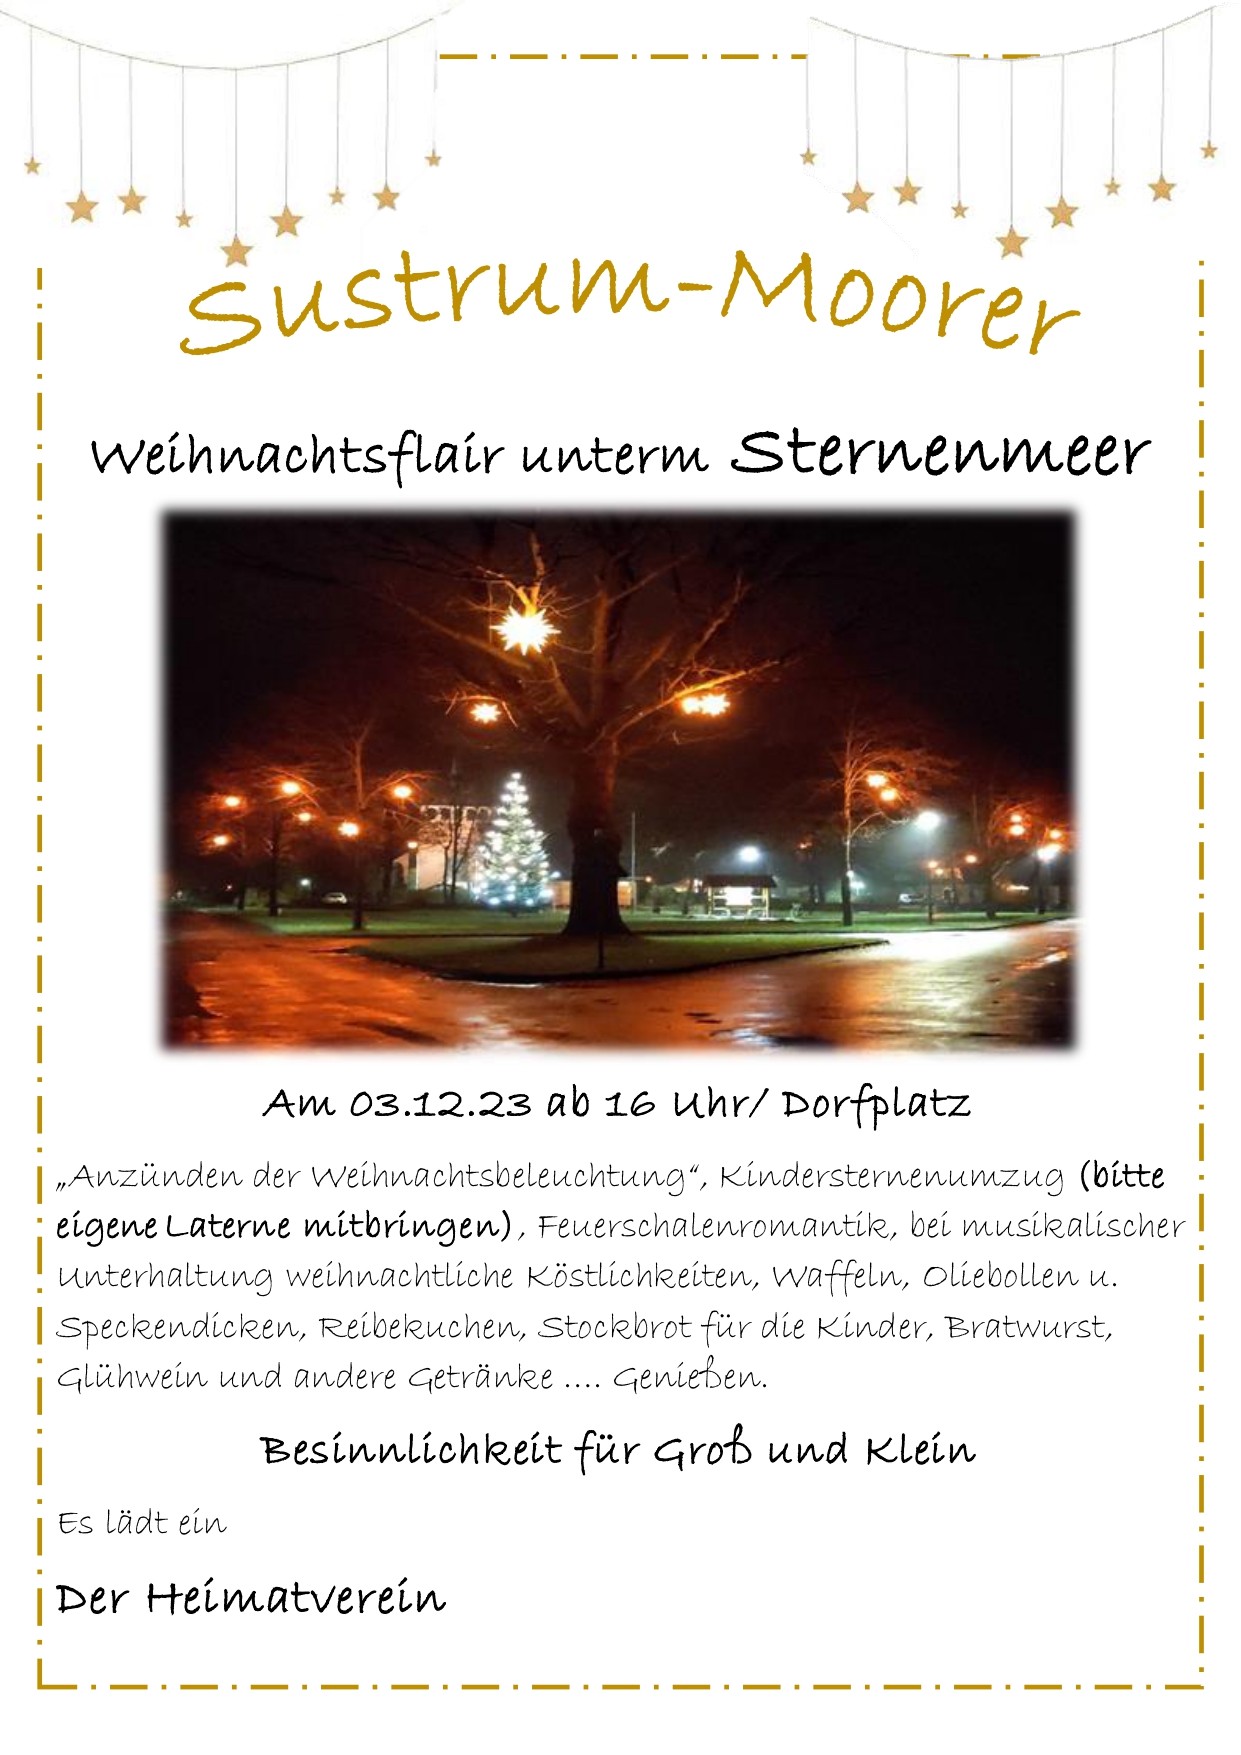 Sustrum-Moorer
Weihnachtsflair unterm Sternenmeer
Am 03.12.23 ab 16 Uhr/ Dorfplatz
„Anzünden der Weihnachtsbeleuchtung“, Kindersternenumzug (bitte
eigene Laterne mitbringen), Feuerschalenromantik, bei musikalischer
Unterhaltung weihnachtliche Köstlichkeiten, Waffeln, Oliebollen u.
Speckendicken, Reibekuchen, Stockbrot für die Kinder, Bratwurst,
Glühwein und andere Getränke .... Genießen.
Besinnlichkeit für Groß und Klein
Es lädt ein
Der Heimatverein